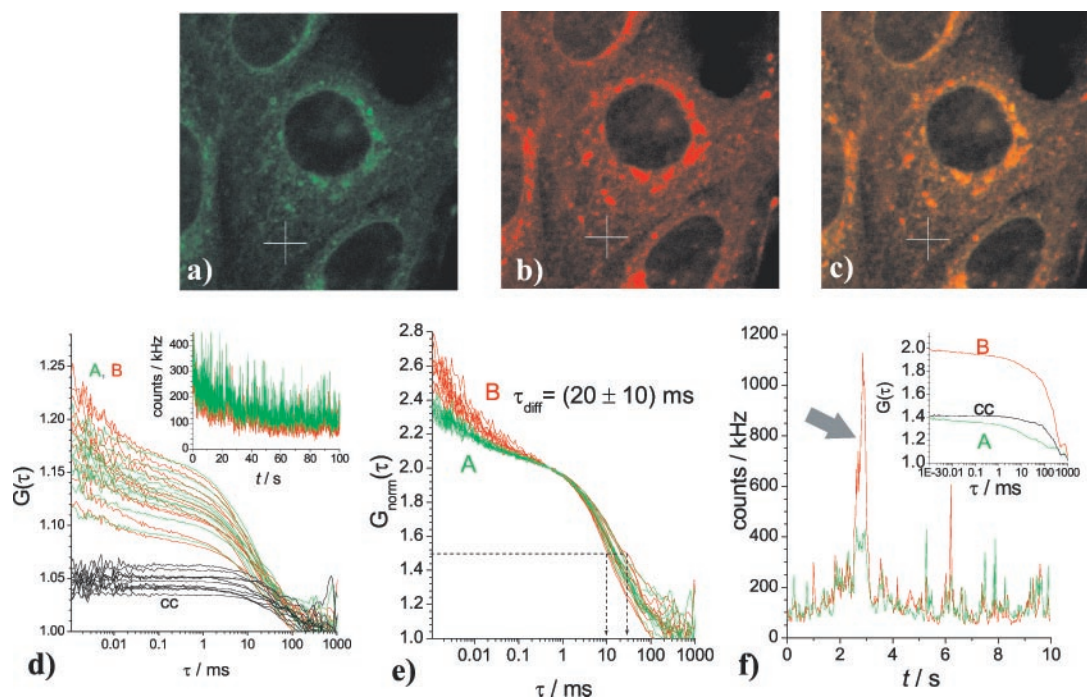 a)
b)
c)
A, B
counts / kHz
450
400
300
200
100
0
0 20 40 60 80 100
t / s
G(τ)
1.25
1.20
1.15
1.10
1.05
1.00
cc
0.01 0.1 1 10 100 1000
τ / ms
d)
G_norm(τ)
2.8
2.6
2.4
2.2
2.0
1.8
1.6
1.4
1.2
1.0
B
A
τ_diff = (20 ± 10) ms
0.01 0.1 1 10 100 1000
τ / ms
e)
counts / kHz
1200
1000
800
600
400
200
0
0 2 4 6 8 10
t / s
B
cc
A
G(τ)
2.0
1.8
1.6
1.4
1.2
1.0
1E-30.01 0.1 1 10 100 1000
τ / ms
f)